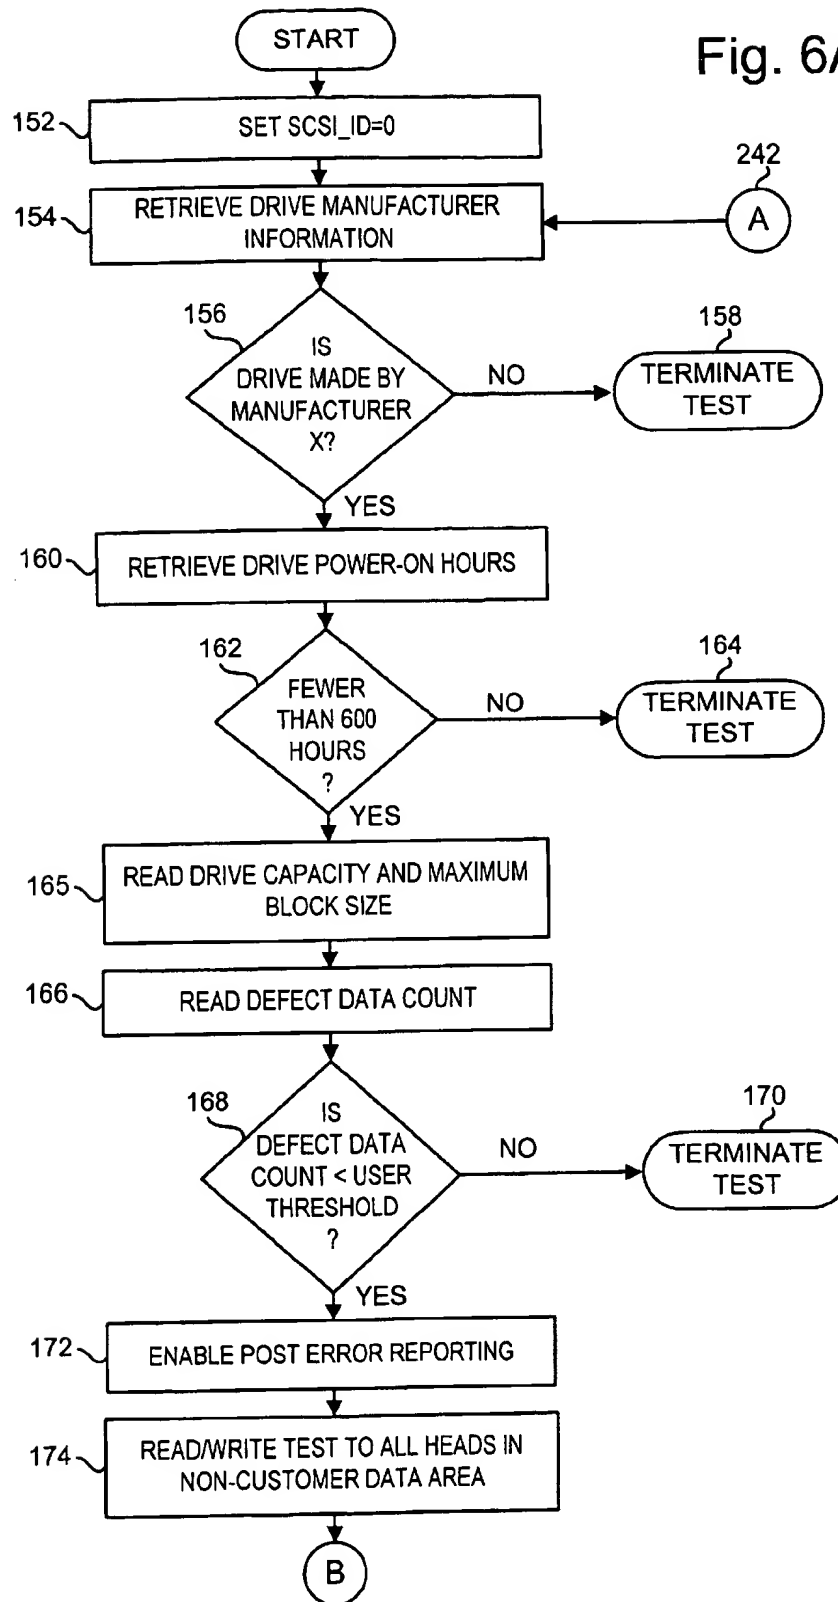 START
Fig. 6A
152
SET SCSI_ID=0
242
154
RETRIEVE DRIVE MANUFACTURER
INFORMATION
A
156
IS
DRIVE MADE BY
MANUFACTURER
X?
NO
158
TERMINATE
TEST
YES
160
RETRIEVE DRIVE POWER-ON HOURS
162
FEWER
THAN 600
HOURS
?
NO
164
TERMINATE
TEST
YES
165
READ DRIVE CAPACITY AND MAXIMUM
BLOCK SIZE
166
READ DEFECT DATA COUNT
168
IS
DEFECT DATA
COUNT < USER
THRESHOLD
?
NO
170
TERMINATE
TEST
YES
172
ENABLE POST ERROR REPORTING
174
READ/WRITE TEST TO ALL HEADS IN
NON-CUSTOMER DATA AREA
B